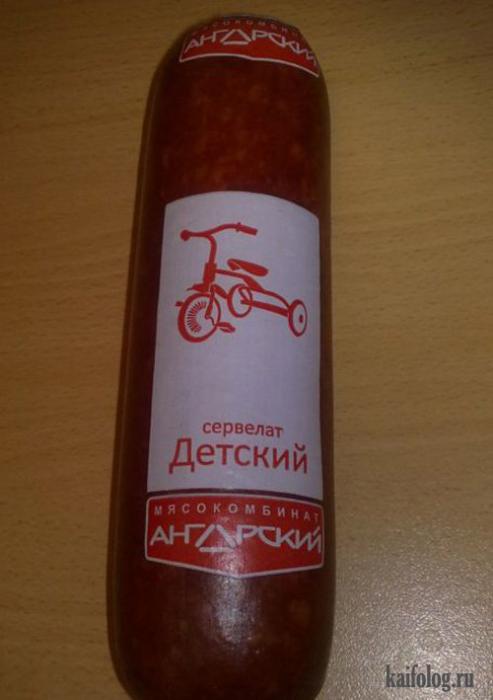 МЯСОКОМБИНАТ
АНГАРСКИЙ
сервелат
Детский
МЯСОКОМБИНАТ
АНГАРСКИЙ
kaifolog.ru